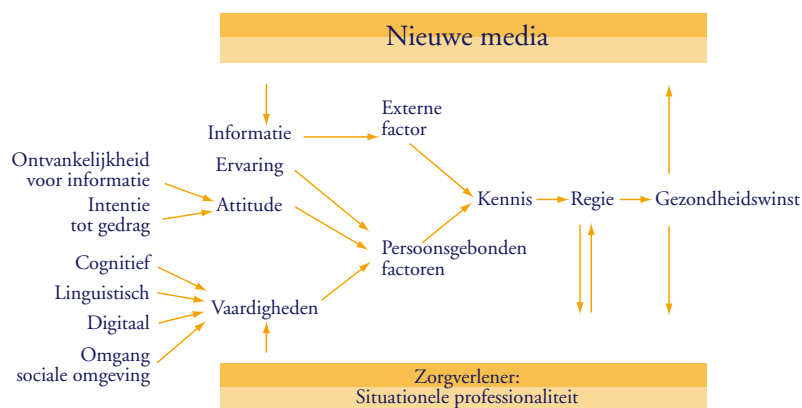 Nieuwe media
Externe
factor
Informatie
Ervaring
Ontvankelijkheid
voor informatie
Intentie
tot gedrag
Attitude
Kennis
Regie
Gezondheidswinst
Persoonsgebonden
factoren
Cognitief
Linguistisch
Digitaal
Omgang
sociale omgeving
Vaardigheden
Zorgverlener:
Situationele professionaliteit